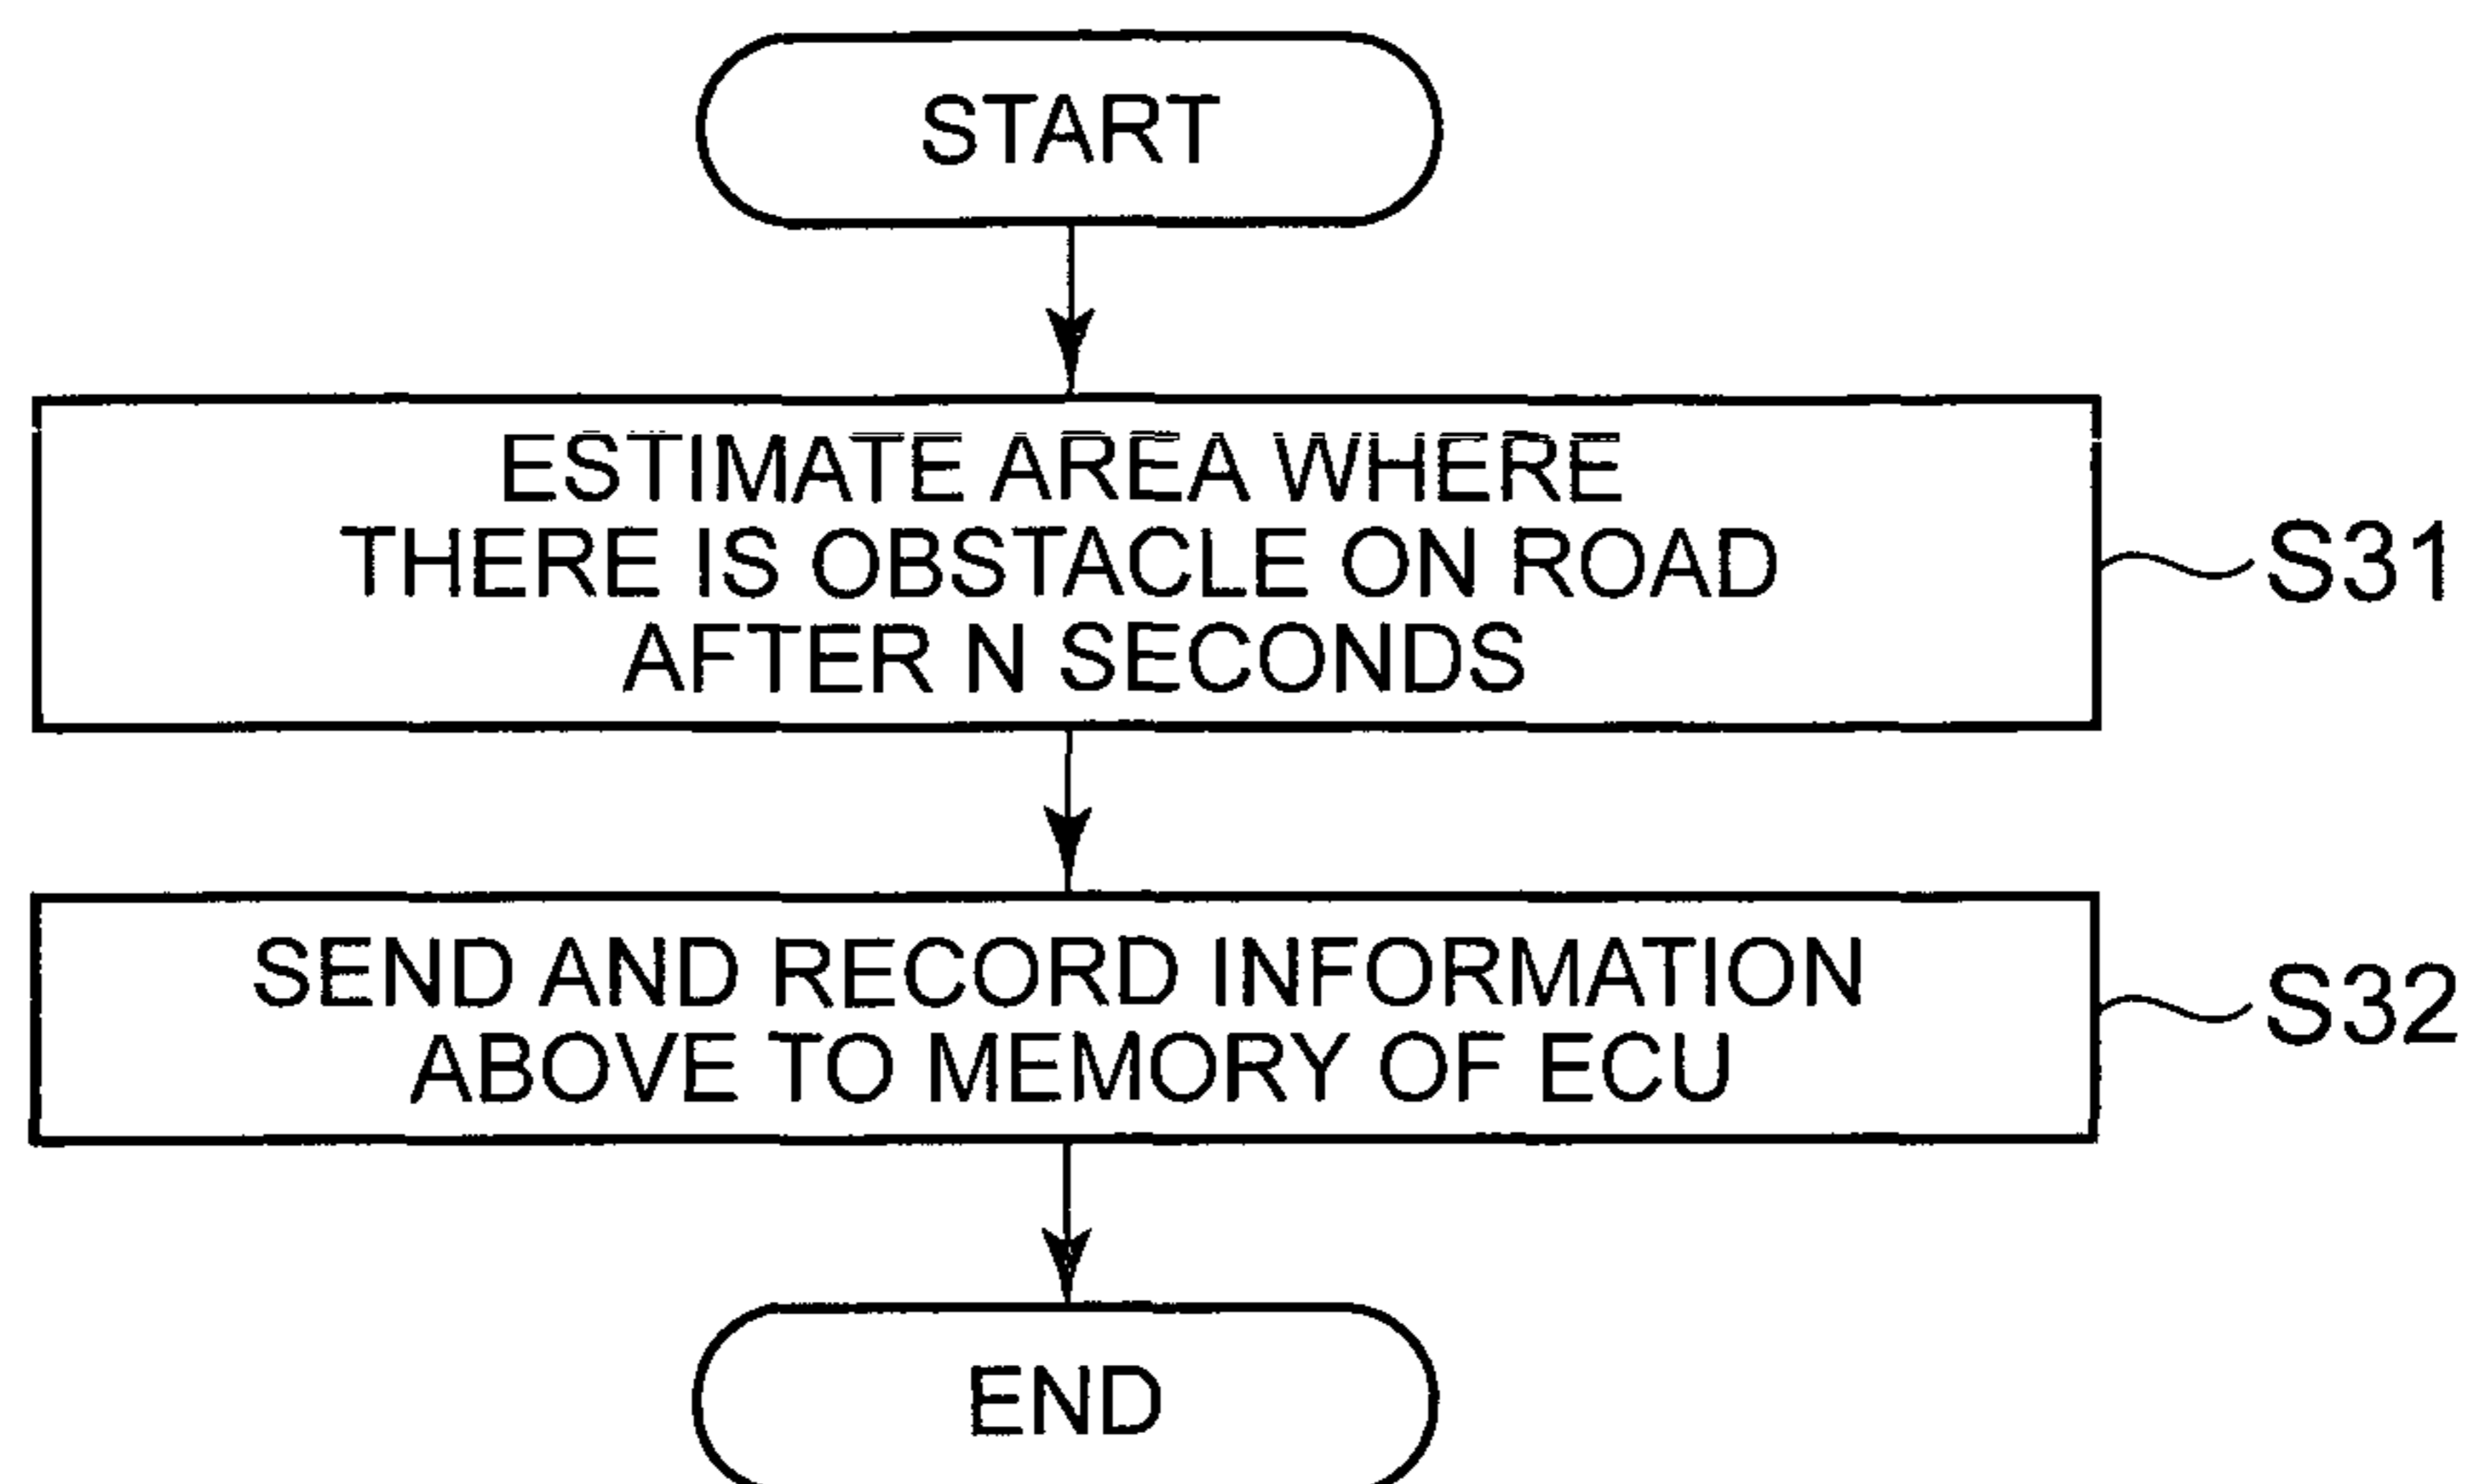 START
ESTIMATE AREA WHERE
THERE IS OBSTACLE ON ROAD
AFTER N SECONDS
S31
SEND AND RECORD INFORMATION
ABOVE TO MEMORY OF ECU
S32
END